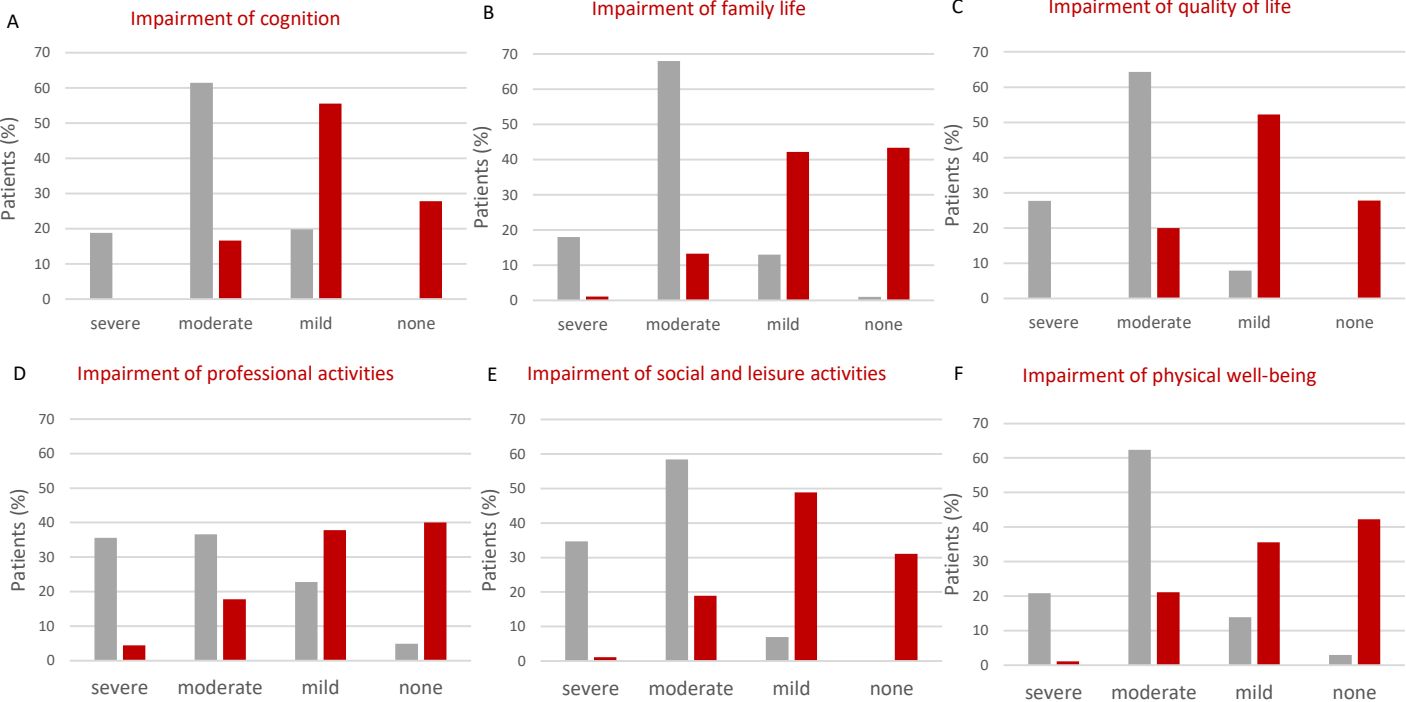 A
Impairment of cognition
Patients (%)
70
60
50
40
30
20
10
0
severe moderate mild none
B
Impairment of family life
Patients (%)
70
60
50
40
30
20
10
0
severe moderate mild none
C
Impairment of quality of life
Patients (%)
70
60
50
40
30
20
10
0
severe moderate mild none
D
Impairment of professional activities
Patients (%)
70
60
50
40
30
20
10
0
severe moderate mild none
E
Impairment of social and leisure activities
Patients (%)
70
60
50
40
30
20
10
0
severe moderate mild none
F
Impairment of physical well-being
Patients (%)
70
60
50
40
30
20
10
0
severe moderate mild none